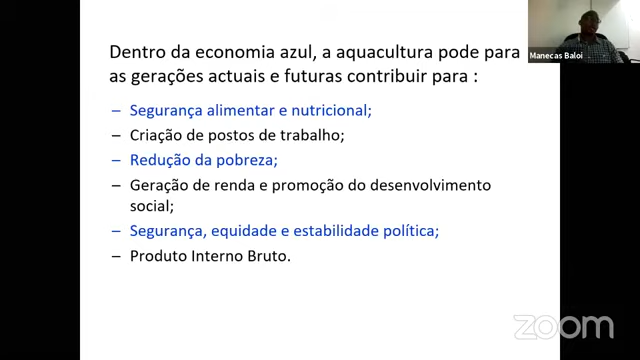 Dentro da economia azul, a aquacultura pode para
as gerações actuais e futuras contribuir para :
– Segurança alimentar e nutricional;
– Criação de postos de trabalho;
– Redução da pobreza;
– Geração de renda e promoção do desenvolvimento
social;
– Segurança, equidade e estabilidade política;
– Produto Interno Bruto.
Manecas Baloi
zoom